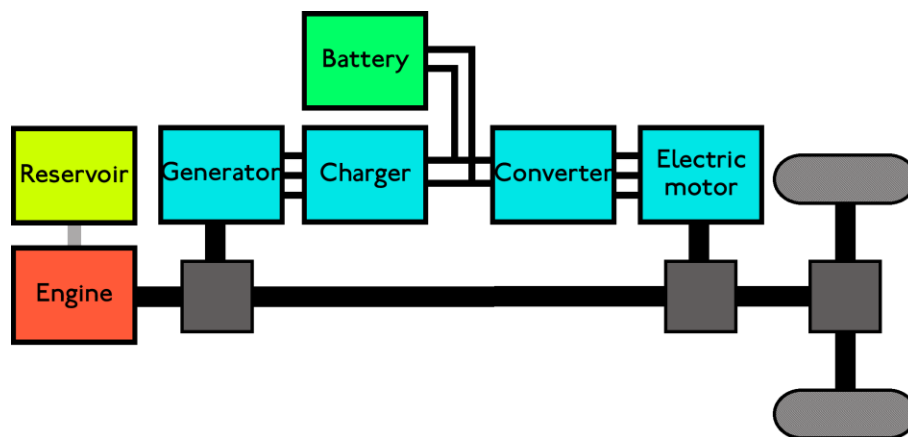 Battery
Reservoir
Generator
Charger
Converter
Electric
motor
Engine